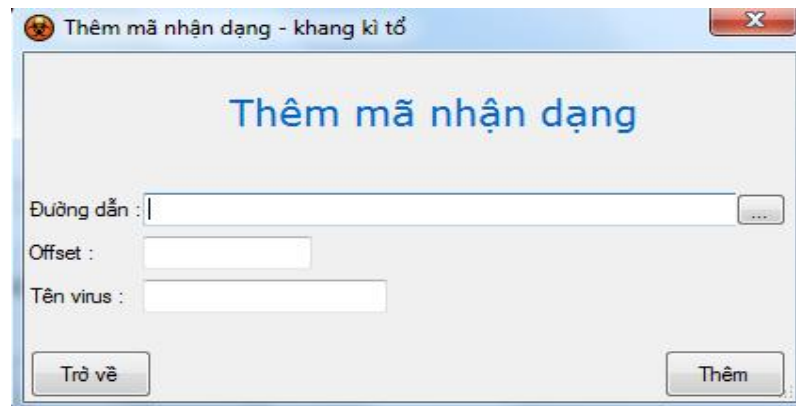 Thêm mã nhận dạng - khang kì tổ
Thêm mã nhận dạng
Đường dẫn :
...
Offset :
Tên virus :
Trở về
Thêm